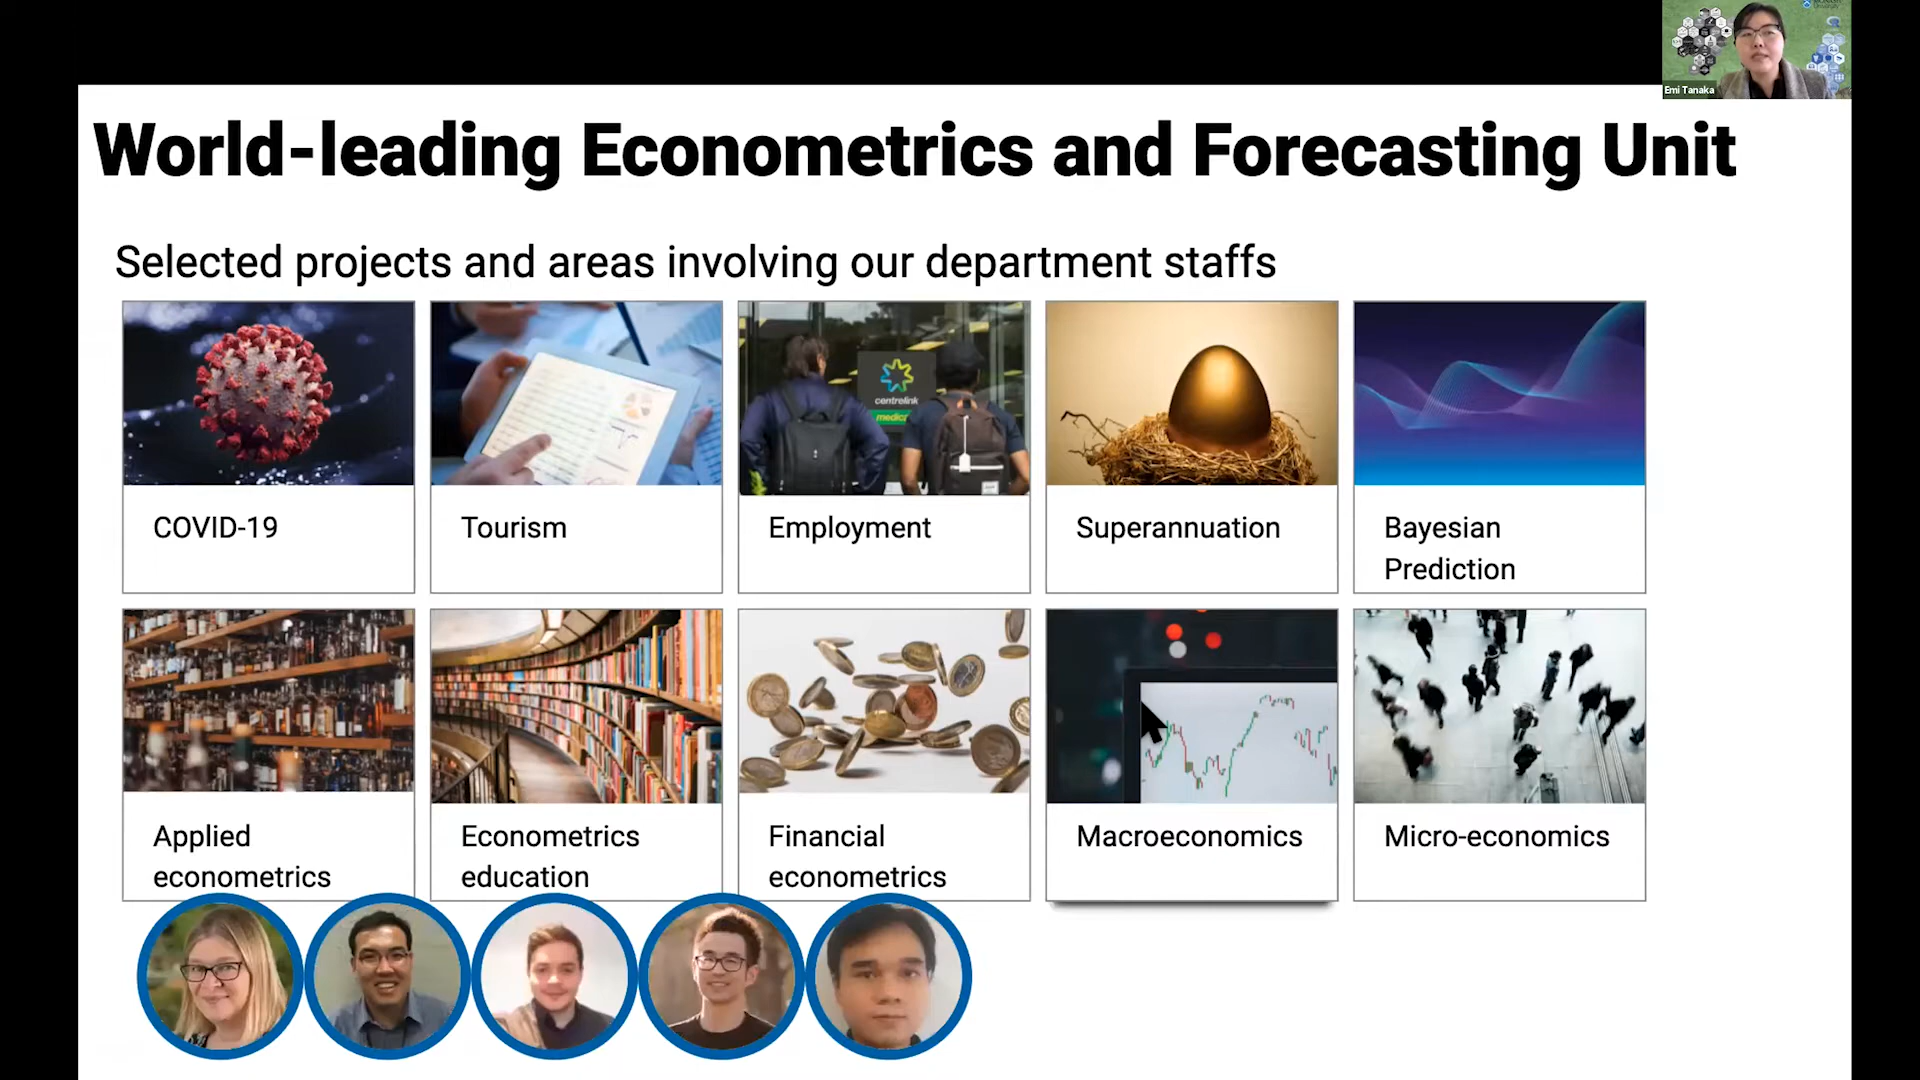 Emi Tanaka
World-leading Econometrics and Forecasting Unit
Selected projects and areas involving our department staffs
centrelink
COVID-19
Tourism
Employment
Superannuation
Bayesian
Prediction
Applied
econometrics
Econometrics
education
Financial
econometrics
Macroeconomics
Micro-economics